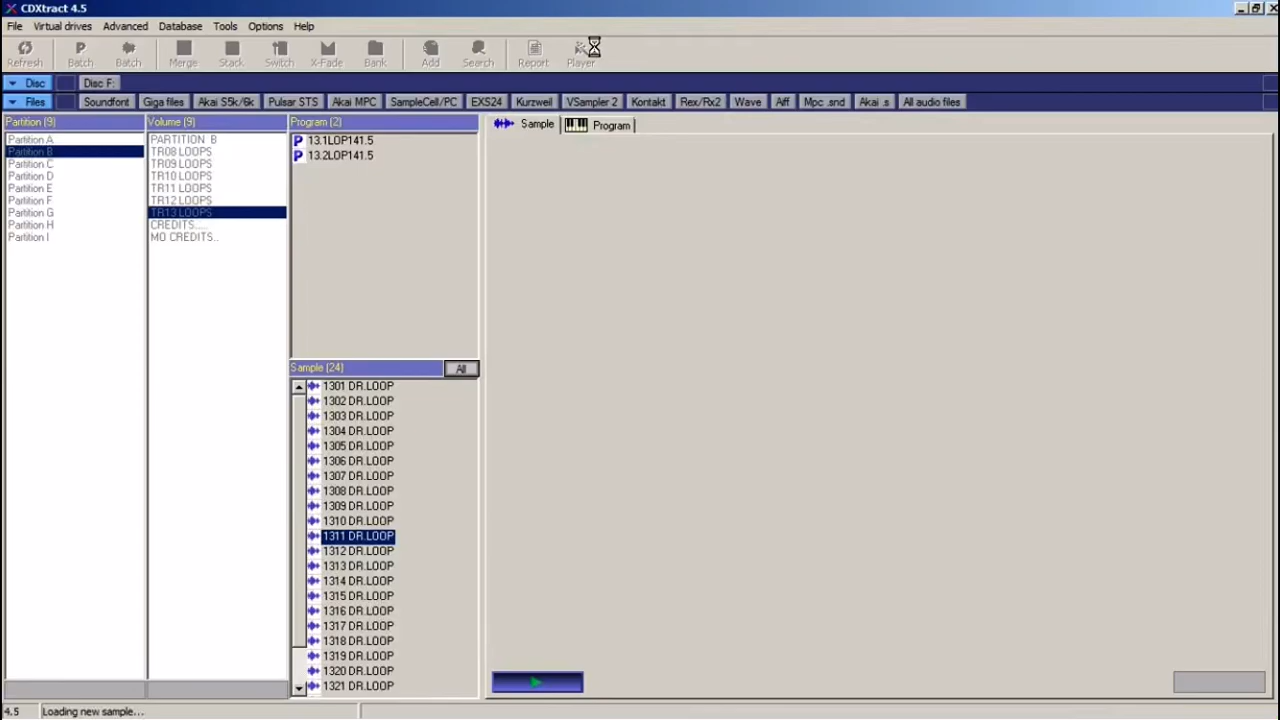 CDXtract 4.5
File Virtual drives Advanced Database Tools Options Help
Refresh Batch Batch Merge Stack Switch X-Fade Bank Add Search Report Player
Disc Disc F:
Files Soundfont Giga files Akai S5k/6k Pulsar STS Akai MPC SampleCell/PC EXS24 Kurzweil VSampler 2 Kontakt Rex/Rx2 Wave Aiff Mpc .snd Akai .s All audio files
Partition (9)
Partition A
Partition B
Partition C
Partition D
Partition E
Partition F
Partition G
Partition H
Partition I
Volume (9)
PARTITION B
TR08 LOOPS
TR09 LOOPS
TR10 LOOPS
TR11 LOOPS
TR12 LOOPS
TR13 LOOPS
CREDITS.....
MO CREDITS..
Program (2)
P 13.1LOP141.5
P 13.2LOP141.5
Sample (24) All
1301 DR.LOOP
1302 DR.LOOP
1303 DR.LOOP
1304 DR.LOOP
1305 DR.LOOP
1306 DR.LOOP
1307 DR.LOOP
1308 DR.LOOP
1309 DR.LOOP
1310 DR.LOOP
1311 DR.LOOP
1312 DR.LOOP
1313 DR.LOOP
1314 DR.LOOP
1315 DR.LOOP
1316 DR.LOOP
1317 DR.LOOP
1318 DR.LOOP
1319 DR.LOOP
1320 DR.LOOP
1321 DR.LOOP
Sample Program
4.5 Loading new sample...